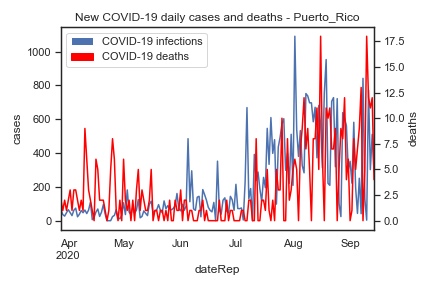 New COVID-19 daily cases and deaths - Puerto_Rico
COVID-19 infections
COVID-19 deaths
1000
800
600
400
200
0
cases
17.5
15.0
12.5
10.0
7.5
5.0
2.5
0.0
deaths
Apr May Jun Jul Aug Sep
2020
dateRep